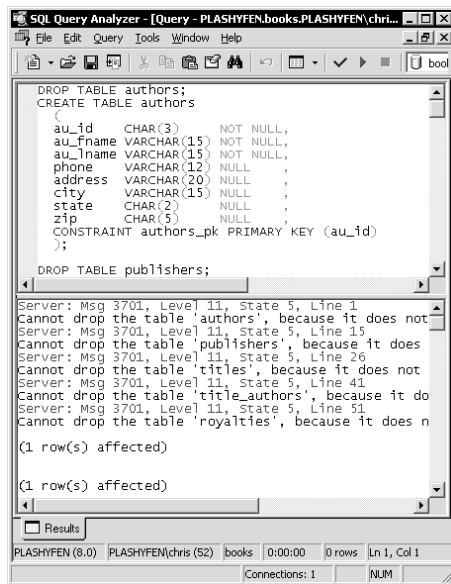 SQL Query Analyzer - [Query - PLASHYFEN.books.PLASHYFEN\chri...
File Edit Query Tools Window Help
bool
DROP TABLE authors;
CREATE TABLE authors
(
au_id CHAR(3) NOT NULL,
au_fname VARCHAR(15) NOT NULL,
au_lname VARCHAR(15) NOT NULL,
phone VARCHAR(12) NULL ,
address VARCHAR(20) NULL ,
city VARCHAR(15) NULL ,
state CHAR(2) NULL ,
zip CHAR(5) NULL ,
CONSTRAINT authors_pk PRIMARY KEY (au_id)
);
DROP TABLE publishers;
Server: Msg 3701, Level 11, State 5, Line 1
Cannot drop the table 'authors', because it does not
Server: Msg 3701, Level 11, State 5, Line 15
Cannot drop the table 'publishers', because it does
Server: Msg 3701, Level 11, State 5, Line 26
Cannot drop the table 'titles', because it does not
Server: Msg 3701, Level 11, State 5, Line 41
Cannot drop the table 'title_authors', because it do
Server: Msg 3701, Level 11, State 5, Line 51
Cannot drop the table 'royalties', because it does n
(1 row(s) affected)
(1 row(s) affected)
Results
PLASHYFEN (8.0) PLASHYFEN\chris (52) books 0:00:00 0 rows Ln 1, Col 1
Connections: 1 NUM